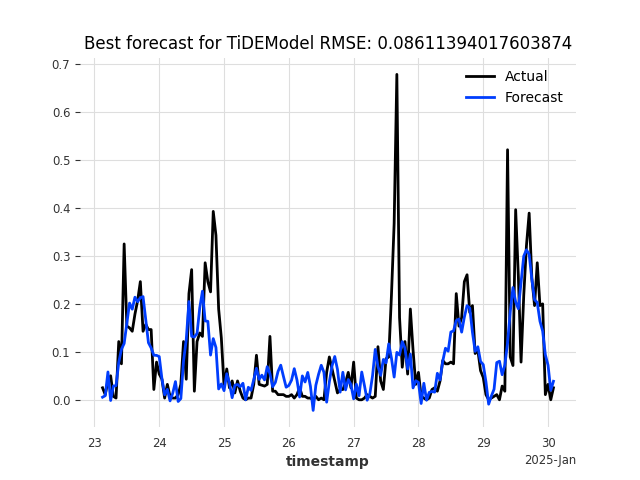 Best forecast for TiDEModel RMSE: 0.08611394017603874
0.7
0.6
0.5
0.4
0.3
0.2
0.1
0.0
Actual
Forecast
23 24 25 26 27 28 29 30
timestamp
2025-Jan